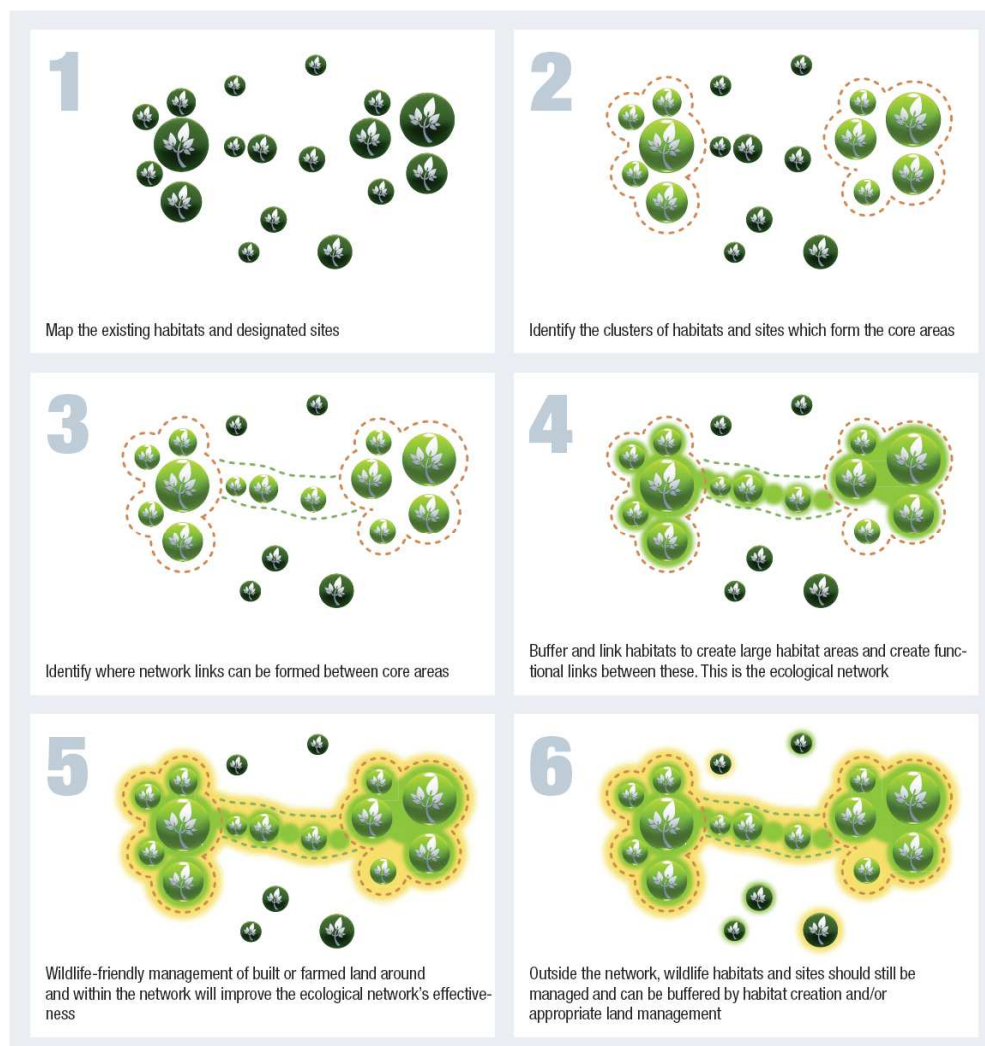 1
Map the existing habitats and designated sites
2
Identify the clusters of habitats and sites which form the core areas
3
Identify where network links can be formed between core areas
4
Buffer and link habitats to create large habitat areas and create func-
tional links between these. This is the ecological network
5
Wildlife-friendly management of built or farmed land around
and within the network will improve the ecological network's effective-
ness
6
Outside the network, wildlife habitats and sites should still be
managed and can be buffered by habitat creation and/or
appropriate land management